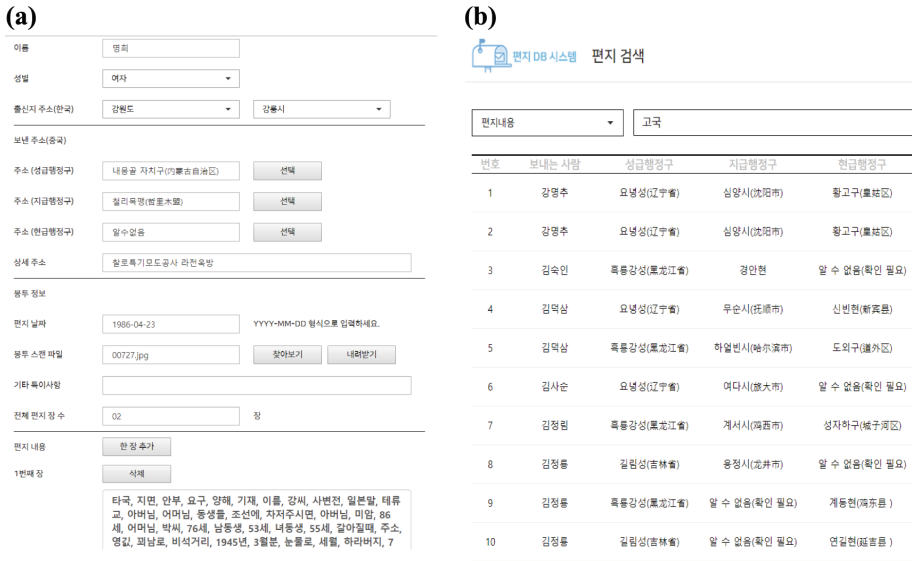 (a)
이름 명희
성별 여자
출신지 주소(한국) 강원도 강릉시
보낸 주소(중국)
주소 (성급행정구) 내몽골 자치구(内蒙古自治区) 선택
주소 (지급행정구) 철리목맹(哲里木盟) 선택
주소 (현급행정구) 알수없음 선택
상세 주소 찰로특기모도공사 라전옥방
봉투 정보
편지 날짜 1986-04-23 YYYY-MM-DD 형식으로 입력하세요.
봉투 스캔 파일 00727.jpg 찾아보기 내려받기
기타 특이사항
전체 편지 장 수 02 장
편지 내용 한 장 추가
1번째 장 삭제
타국, 지면, 안부, 요구, 양해, 기재, 이름, 강씨, 사변전, 일본말, 테류
교, 아버님, 어머님, 동생들, 조선에, 차저주시면, 아버님, 미암, 86
세, 어머님, 박씨, 76세, 남동생, 53세, 녀동생, 55세, 갈아질때, 주소,
영값, 꾀남로, 비석거리, 1945년, 3월분, 눈물로, 세월, 하라버지, 7
(b)
편지 DB 시스템 편지 검색
편지내용 고국
번호 보내는 사람 성급행정구 지급행정구 현급행정구
1 강명추 요녕성(辽宁省) 심양시(沈阳市) 황고구(皇姑区)
2 강명추 요녕성(辽宁省) 심양시(沈阳市) 황고구(皇姑区)
3 김숙인 흑룡강성(黑龙江省) 경안현 알 수 없음(확인 필요)
4 김덕삼 요녕성(辽宁省) 무순시(抚顺市) 신빈현(新宾县)
5 김덕삼 흑룡강성(黑龙江省) 하얼빈시(哈尔滨市) 도외구(道外区)
6 김사순 요녕성(辽宁省) 여다시(旅大市) 알 수 없음(확인 필요)
7 김정림 흑룡강성(黑龙江省) 계서시(鸡西市) 성자하구(城子河区)
8 김정룡 길림성(吉林省) 용정시(龙井市) 알 수 없음(확인 필요)
9 김정룡 흑룡강성(黑龙江省) 알 수 없음(확인 필요) 계동현(鸡东县 )
10 김정룡 길림성(吉林省) 알 수 없음(확인 필요) 연길현(延吉县 )